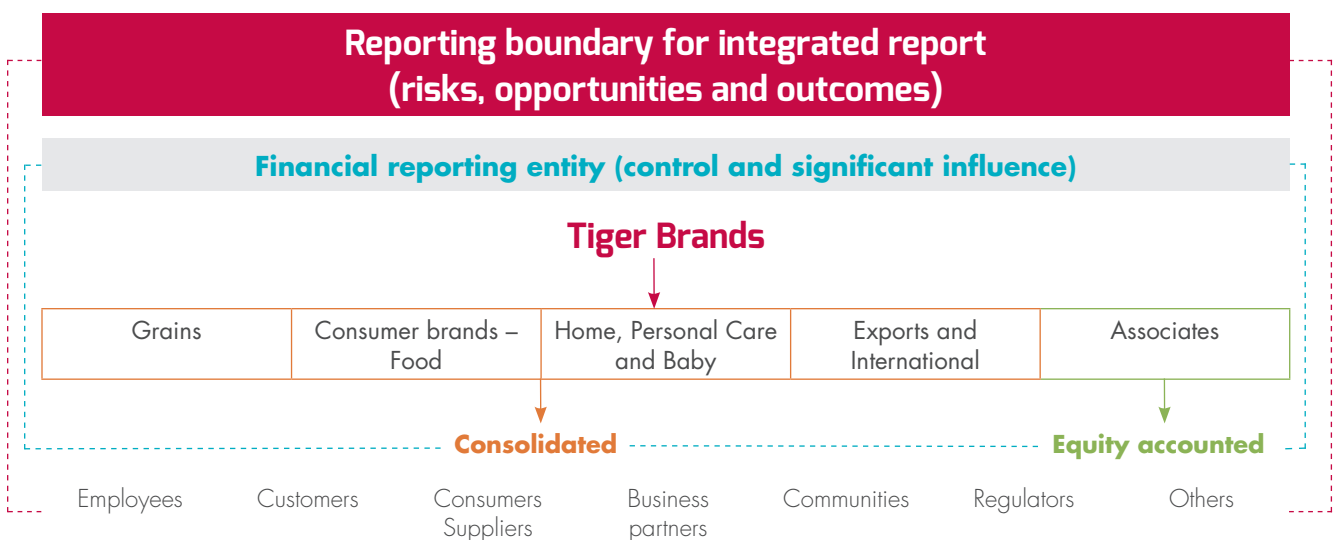 Reporting boundary for integrated report
(risks, opportunities and outcomes)
Financial reporting entity (control and significant influence)
Tiger Brands
Grains
Consumer brands –
Food
Home, Personal Care
and Baby
Exports and
International
Associates
Consolidated
Equity accounted
Employees
Customers
Consumers
Suppliers
Business
partners
Communities
Regulators
Others